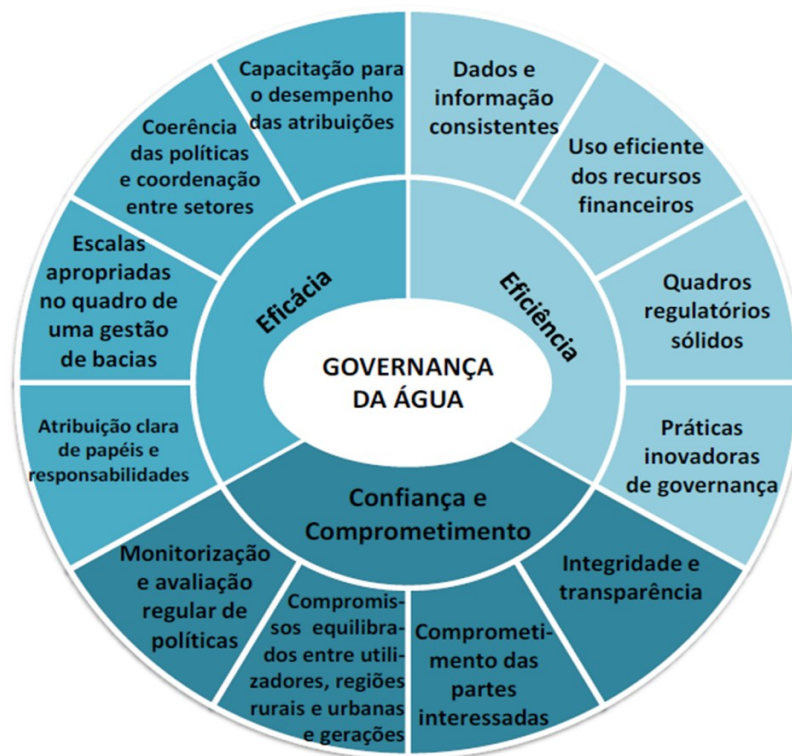 GOVERNANÇA
DA ÁGUA
Eficácia
Eficiência
Confiança e
Comprometimento
Capacitação para
o desempenho
das atribuições
Dados e
informação
consistentes
Uso eficiente
dos recursos
financeiros
Quadros
regulatórios
sólidos
Práticas
inovadoras
de governança
Integridade e
transparência
Comprometi-
mento das
partes
interessadas
Compromis-
sos equilibra-
dos entre utili-
zadores, regiões
rurais e urbanas
e gerações
Monitorização
e avaliação
regular de
políticas
Atribuição clara
de papéis e
responsabilidades
Escalas
apropriadas
no quadro de
uma gestão
de bacias
Coerência
das políticas
e coordenação
entre setores